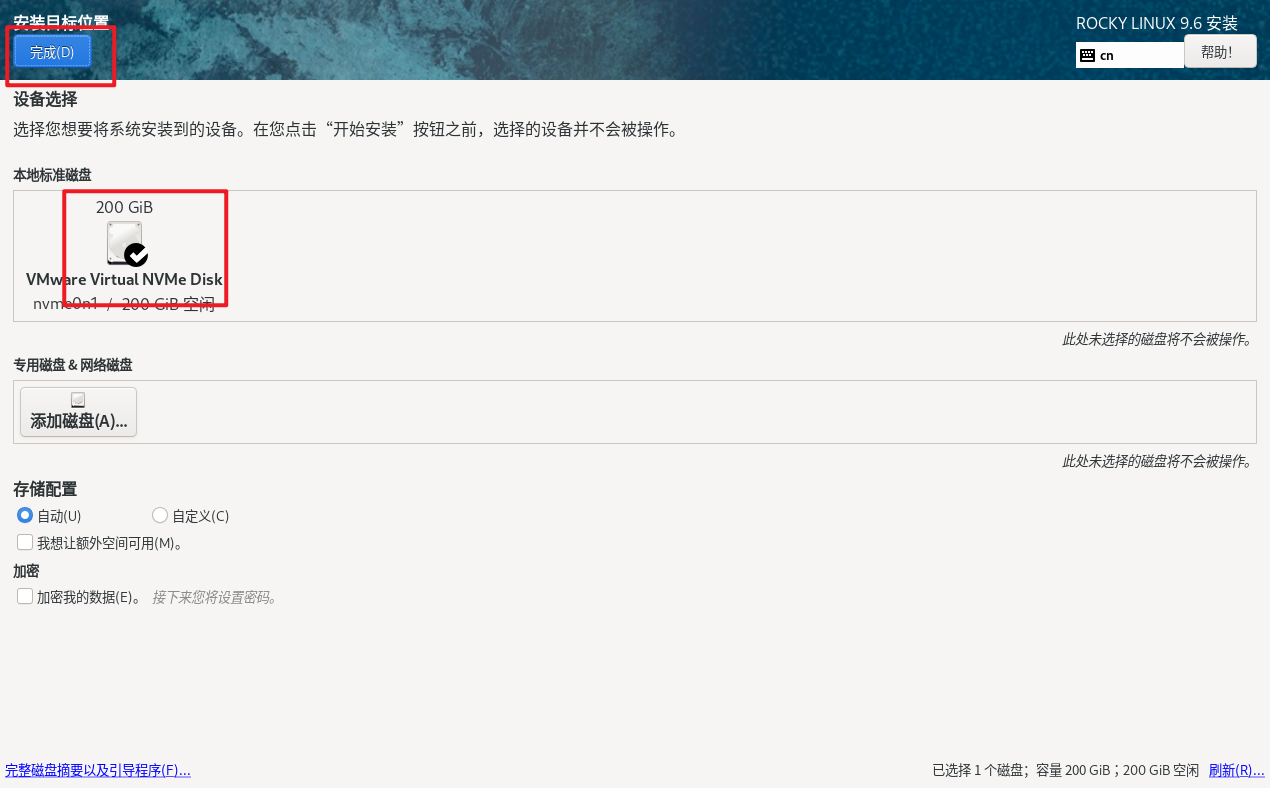 安装目标位置
ROCKY LINUX 9.6 安装
完成(D)
cn
帮助！
设备选择
选择您想要将系统安装到的设备。在您点击“开始安装”按钮之前，选择的设备并不会被操作。
本地标准磁盘
200 GiB
VMware Virtual NVMe Disk
nvme0n1 / 200 GiB 空闲
此处未选择的磁盘将不会被操作。
专用磁盘 & 网络磁盘
添加磁盘(A)...
此处未选择的磁盘将不会被操作。
存储配置
自动(U)
自定义(C)
我想让额外空间可用(M)。
加密
加密我的数据(E)。 接下来您将设置密码。
完整磁盘摘要以及引导程序(F)...
已选择 1 个磁盘；容量 200 GiB；200 GiB 空闲
刷新(R)...